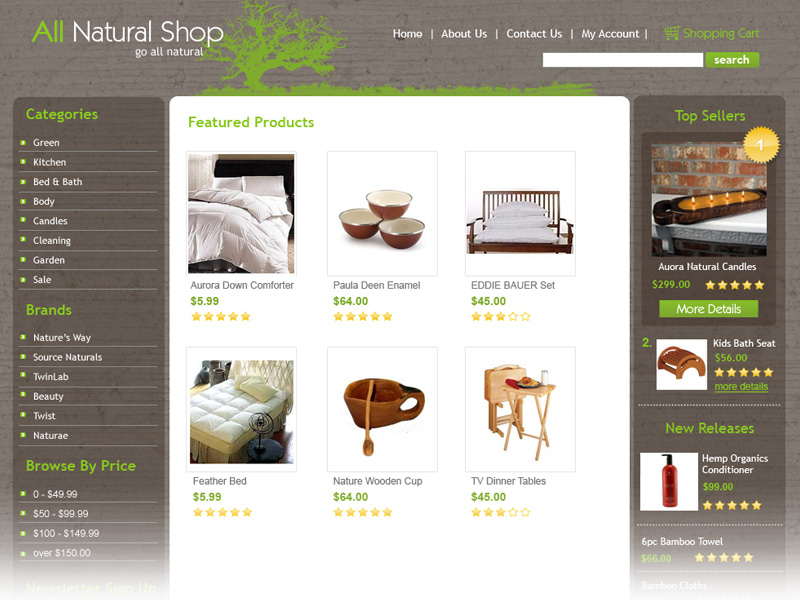 All Natural Shop
go all natural
Home | About Us | Contact Us | My Account | Shopping Cart
search
Categories
Green
Kitchen
Bed & Bath
Body
Candles
Cleaning
Garden
Sale
Brands
Nature's Way
Source Naturals
TwinLab
Beauty
Twist
Naturae
Browse By Price
0 - $49.99
$50 - $99.99
$100 - $149.99
over $150.00
Newsletter Sign Up
Featured Products
Aurora Down Comforter
$5.99
Paula Deen Enamel
$64.00
EDDIE BAUER Set
$45.00
Feather Bed
$5.99
Nature Wooden Cup
$64.00
TV Dinner Tables
$45.00
Top Sellers
1
Auora Natural Candles
$299.00
More Details
2.
Kids Bath Seat
$56.00
more details
New Releases
Hemp Organics
Conditioner
$99.00
6pc Bamboo Towel
$66.00
Bamboo Cloths